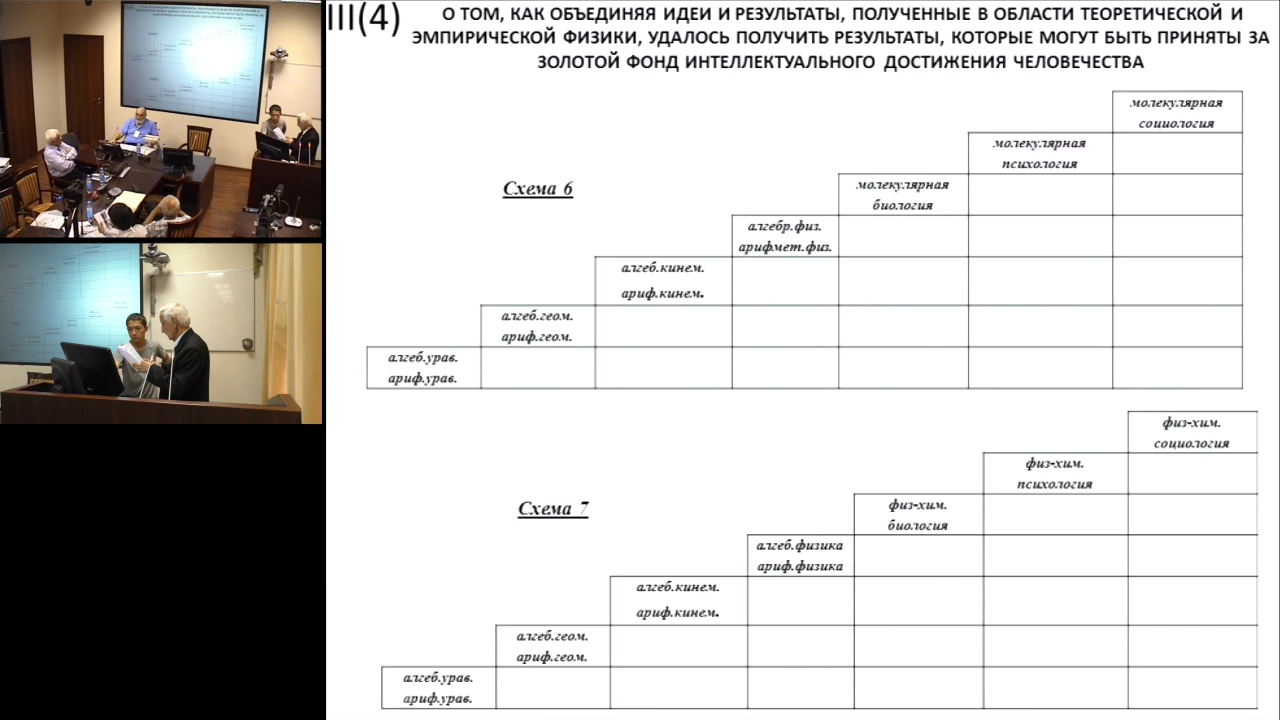 III(4)
О ТОМ, КАК ОБЪЕДИНЯЯ ИДЕИ И РЕЗУЛЬТАТЫ, ПОЛУЧЕННЫЕ В ОБЛАСТИ ТЕОРЕТИЧЕСКОЙ И
ЭМПИРИЧЕСКОЙ ФИЗИКИ, УДАЛОСЬ ПОЛУЧИТЬ РЕЗУЛЬТАТЫ, КОТОРЫЕ МОГУТ БЫТЬ ПРИНЯТЫ ЗА
ЗОЛОТОЙ ФОНД ИНТЕЛЛЕКТУАЛЬНОГО ДОСТИЖЕНИЯ ЧЕЛОВЕЧЕСТВА
Схема 6
молекулярная
социология
молекулярная
психология
молекулярная
биология
алгебр.физ.
арифмет.физ.
алгеб.кинем.
ариф.кинем.
алгеб.геом.
ариф.геом.
алгеб.урав.
ариф.урав.
Схема 7
физ-хим.
социология
физ-хим.
психология
физ-хим.
биология
алгеб.физика
ариф.физика
алгеб.кинем.
ариф.кинем.
алгеб.геом.
ариф.геом.
алгеб.урав.
ариф.урав.